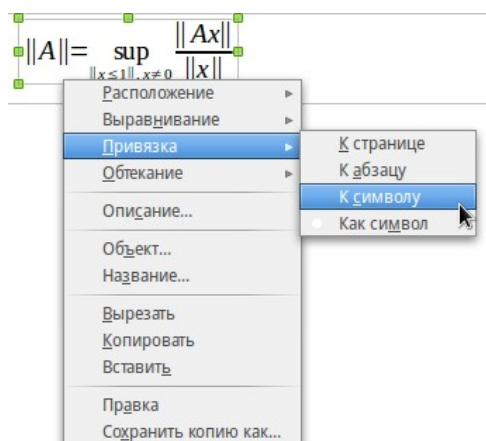 ||A||= sup ||Ax||
||x≤1||, x≠0 ||x||
Расположение
Выравнивание
Привязка
К странице
Обтекание
К абзацу
К символу
Описание...
Как символ
Объект...
Название...
Вырезать
Копировать
Вставить
Правка
Сохранить копию как...